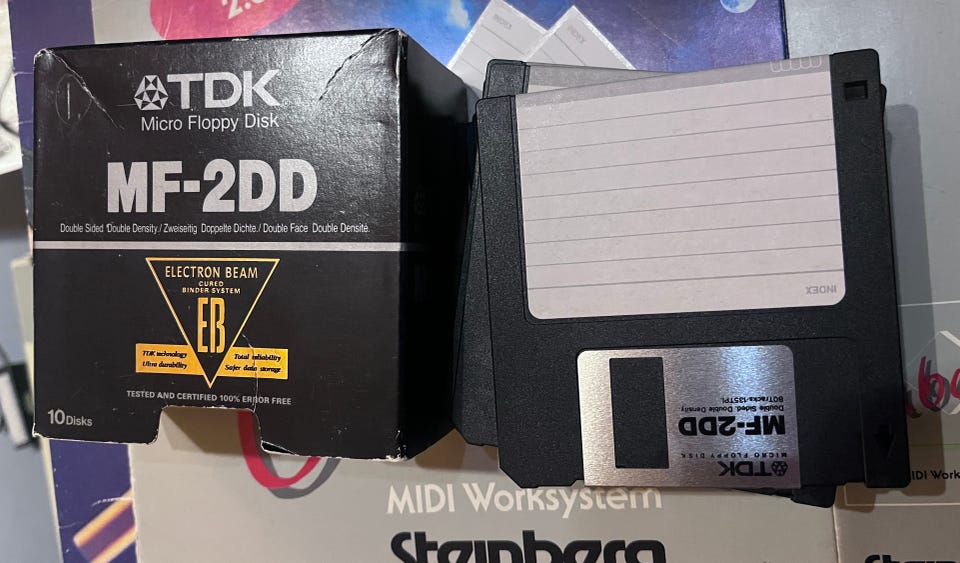 TDK
Micro Floppy Disk
MF-2DD
Double Sided Double Density / Zweiseitig Doppelte Dichte / Double Face Double Densité.
ELECTRON BEAM
CURED
BINDER SYSTEM
EB
TDK technology
Ultra durability
Total reliability
Safer data storage
TESTED AND CERTIFIED 100% ERROR FREE
10 Disks
INDEX
TDK
MICRO FLOPPY DISK
MF-2DD
Double Sided, Double Density
80Tracks·135TPI
MIDI Worksystem
Steinberg